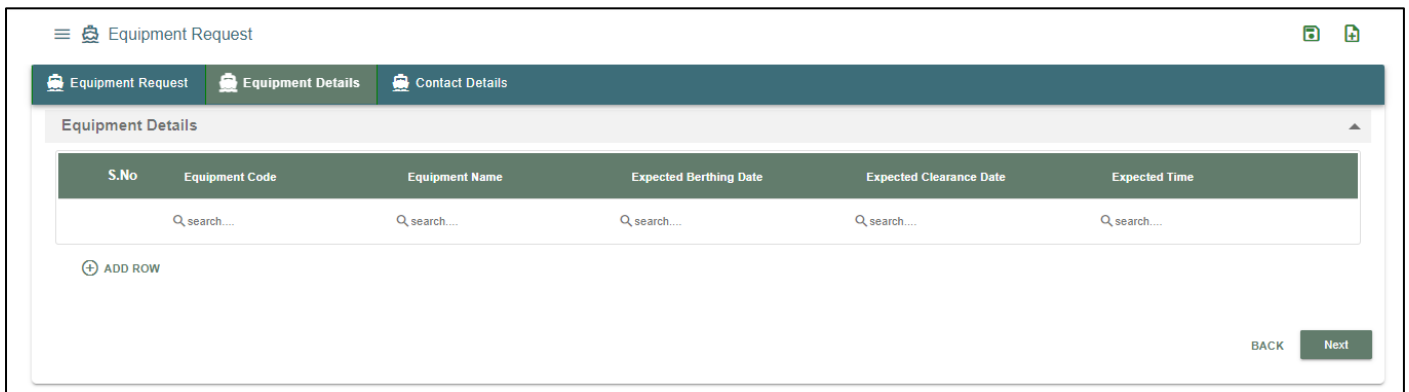 Equipment Request
Equipment Request Equipment Details Contact Details
Equipment Details
S.No Equipment Code Equipment Name Expected Berthing Date Expected Clearance Date Expected Time
search.... search.... search.... search.... search....
ADD ROW
BACK Next